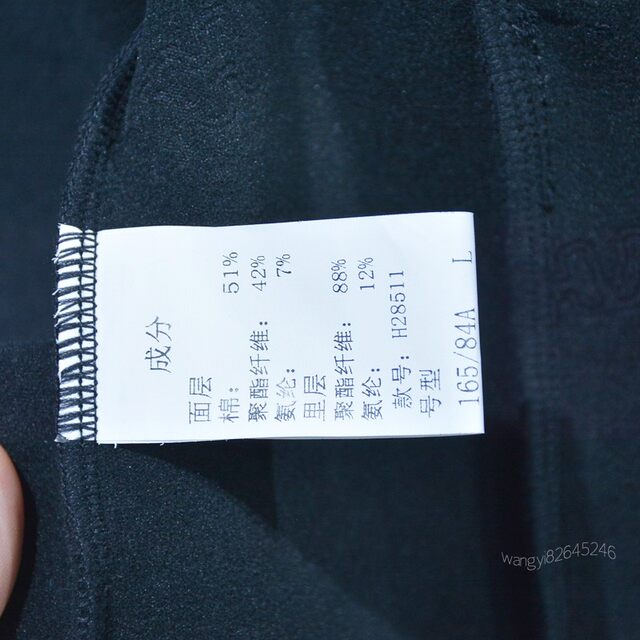 成分
面层
棉： 51%
聚酯纤维： 42%
氨纶： 7%
里层
聚酯纤维： 88%
氨纶： 12%
款号：H28511
号型
165/84A L
wangyi82645246